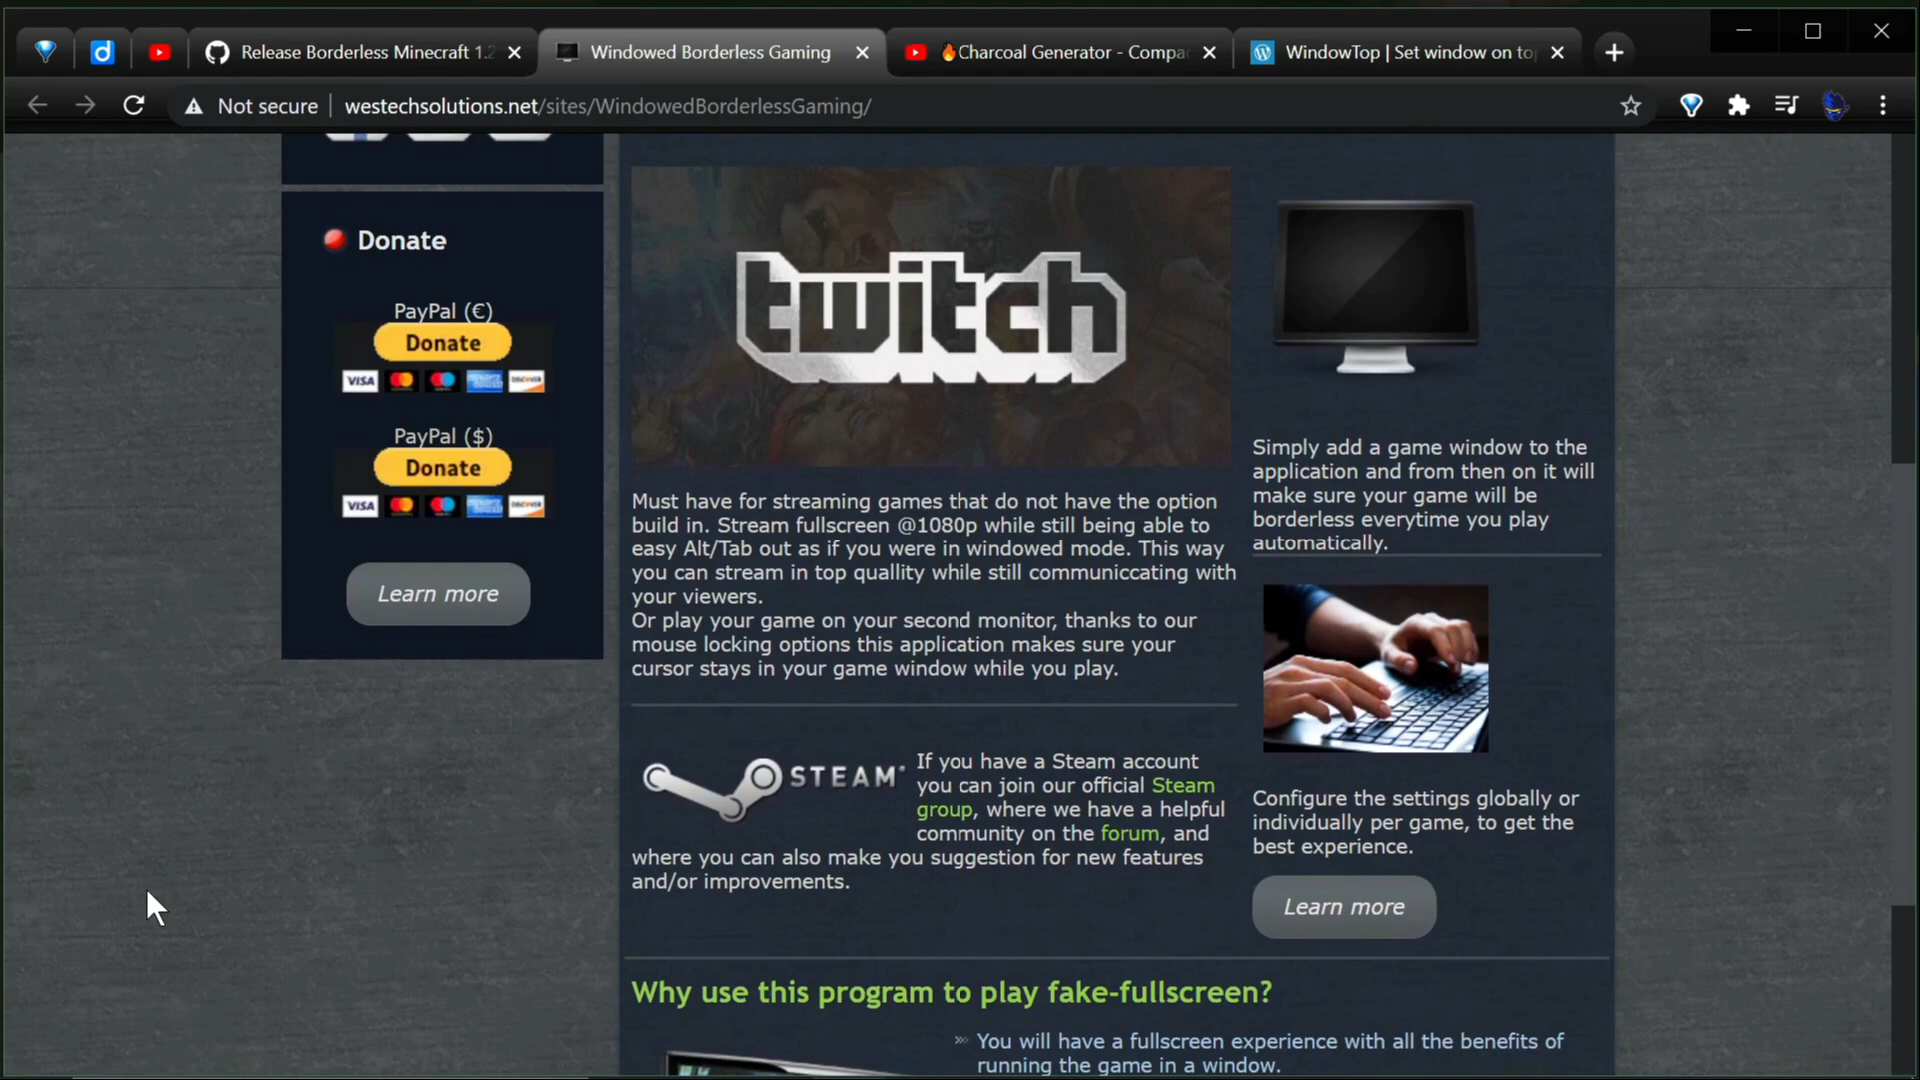 Release Borderless Minecraft 1.2
Windowed Borderless Gaming
Charcoal Generator - Compa
WindowTop | Set window on to
Not secure
westechsolutions.net/sites/WindowedBorderlessGaming/
Donate
PayPal (€)
Donate
VISA
PayPal ($)
Donate
VISA
Learn more
twitch
Must have for streaming games that do not have the option
build in. Stream fullscreen @1080p while still being able to
easy Alt/Tab out as if you were in windowed mode. This way
you can stream in top quallity while still communiccating with
your viewers.
Or play your game on your second monitor, thanks to our
mouse locking options this application makes sure your
cursor stays in your game window while you play.
STEAM
If you have a Steam account
you can join our official Steam
group, where we have a helpful
community on the forum, and
where you can also make you suggestion for new features
and/or improvements.
Simply add a game window to the
application and from then on it will
make sure your game will be
borderless everytime you play
automatically.
Configure the settings globally or
individually per game, to get the
best experience.
Learn more
Why use this program to play fake-fullscreen?
You will have a fullscreen experience with all the benefits of
running the game in a window.